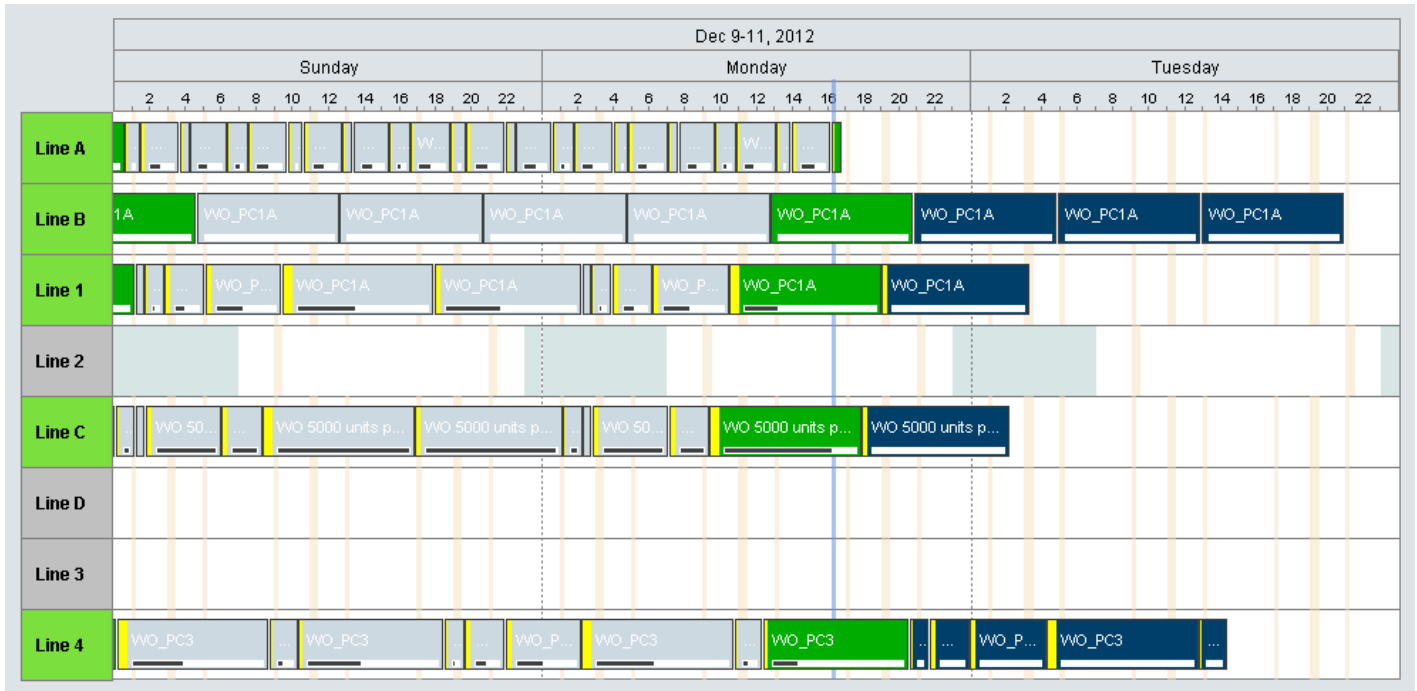 Dec 9-11, 2012
Sunday Monday Tuesday
2 4 6 8 10 12 14 16 18 20 22 2 4 6 8 10 12 14 16 18 20 22 2 4 6 8 10 12 14 16 18 20 22
Line A ... ... ... ... ... ... ... W... ... ... ... ... ... ... ... W... ...
Line B 1A WO_PC1A WO_PC1A WO_PC1A WO_PC1A WO_PC1A WO_PC1A WO_PC1A WO_PC1A
Line 1 ... WO_P... WO_PC1A WO_PC1A ... WO_P... WO_PC1A WO_PC1A
Line 2
Line C WO 50... ... WO 5000 units p... WO 5000 units p... WO 50... ... WO 5000 units p... WO 5000 units p...
Line D
Line 3
Line 4 WO_PC3 ... WO_PC3 ... WO_P... WO_PC3 ... WO_PC3 ... WO_P... WO_PC3 ...